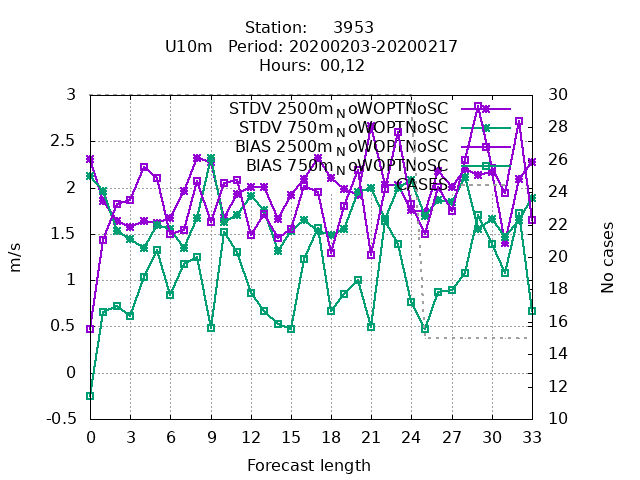 Station: 3953
U10m Period: 20200203-20200217
Hours: 00,12
STDV 2500m_NoWOPTNoSC
STDV 750m_NoWOPTNoSC
BIAS 2500m_NoWOPTNoSC
BIAS 750m_NoWOPTNoSC
CASES
3
2.5
2
1.5
1
0.5
0
-0.5
m/s
30
28
26
24
22
20
18
16
14
12
10
No cases
0 3 6 9 12 15 18 21 24 27 30 33
Forecast length